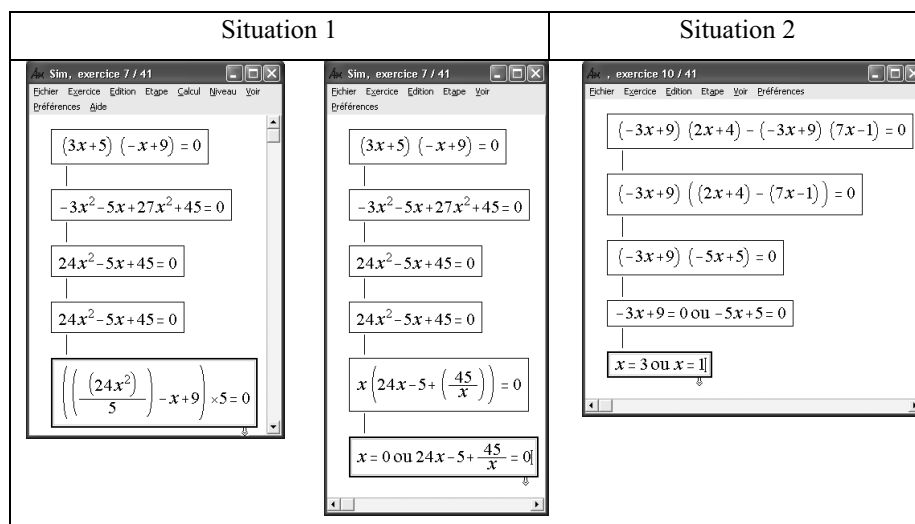 Situation 1
Situation 2
Sim, exercice 7 / 41
Fichier Exercice Edition Etape Calcul Niveau Voir
Préférences Aide
(3x+5) (-x+9) = 0
-3x²-5x+27x²+45 = 0
24x²-5x+45 = 0
24x²-5x+45 = 0
(((24x²)/5)-x+9)×5=0
Sim, exercice 7 / 41
Fichier Exercice Edition Etape Voir
Préférences
(3x+5) (-x+9) = 0
-3x²-5x+27x²+45 = 0
24x²-5x+45 = 0
24x²-5x+45 = 0
x(24x-5+(45/x)) = 0
x = 0 ou 24x-5+45/x = 0
, exercice 10 / 41
Fichier Exercice Edition Etape Voir Préférences
(-3x+9) (2x+4) - (-3x+9) (7x-1) = 0
(-3x+9) ((2x+4) - (7x-1)) = 0
(-3x+9) (-5x+5) = 0
-3x+9 = 0 ou -5x+5 = 0
x = 3 ou x = 1